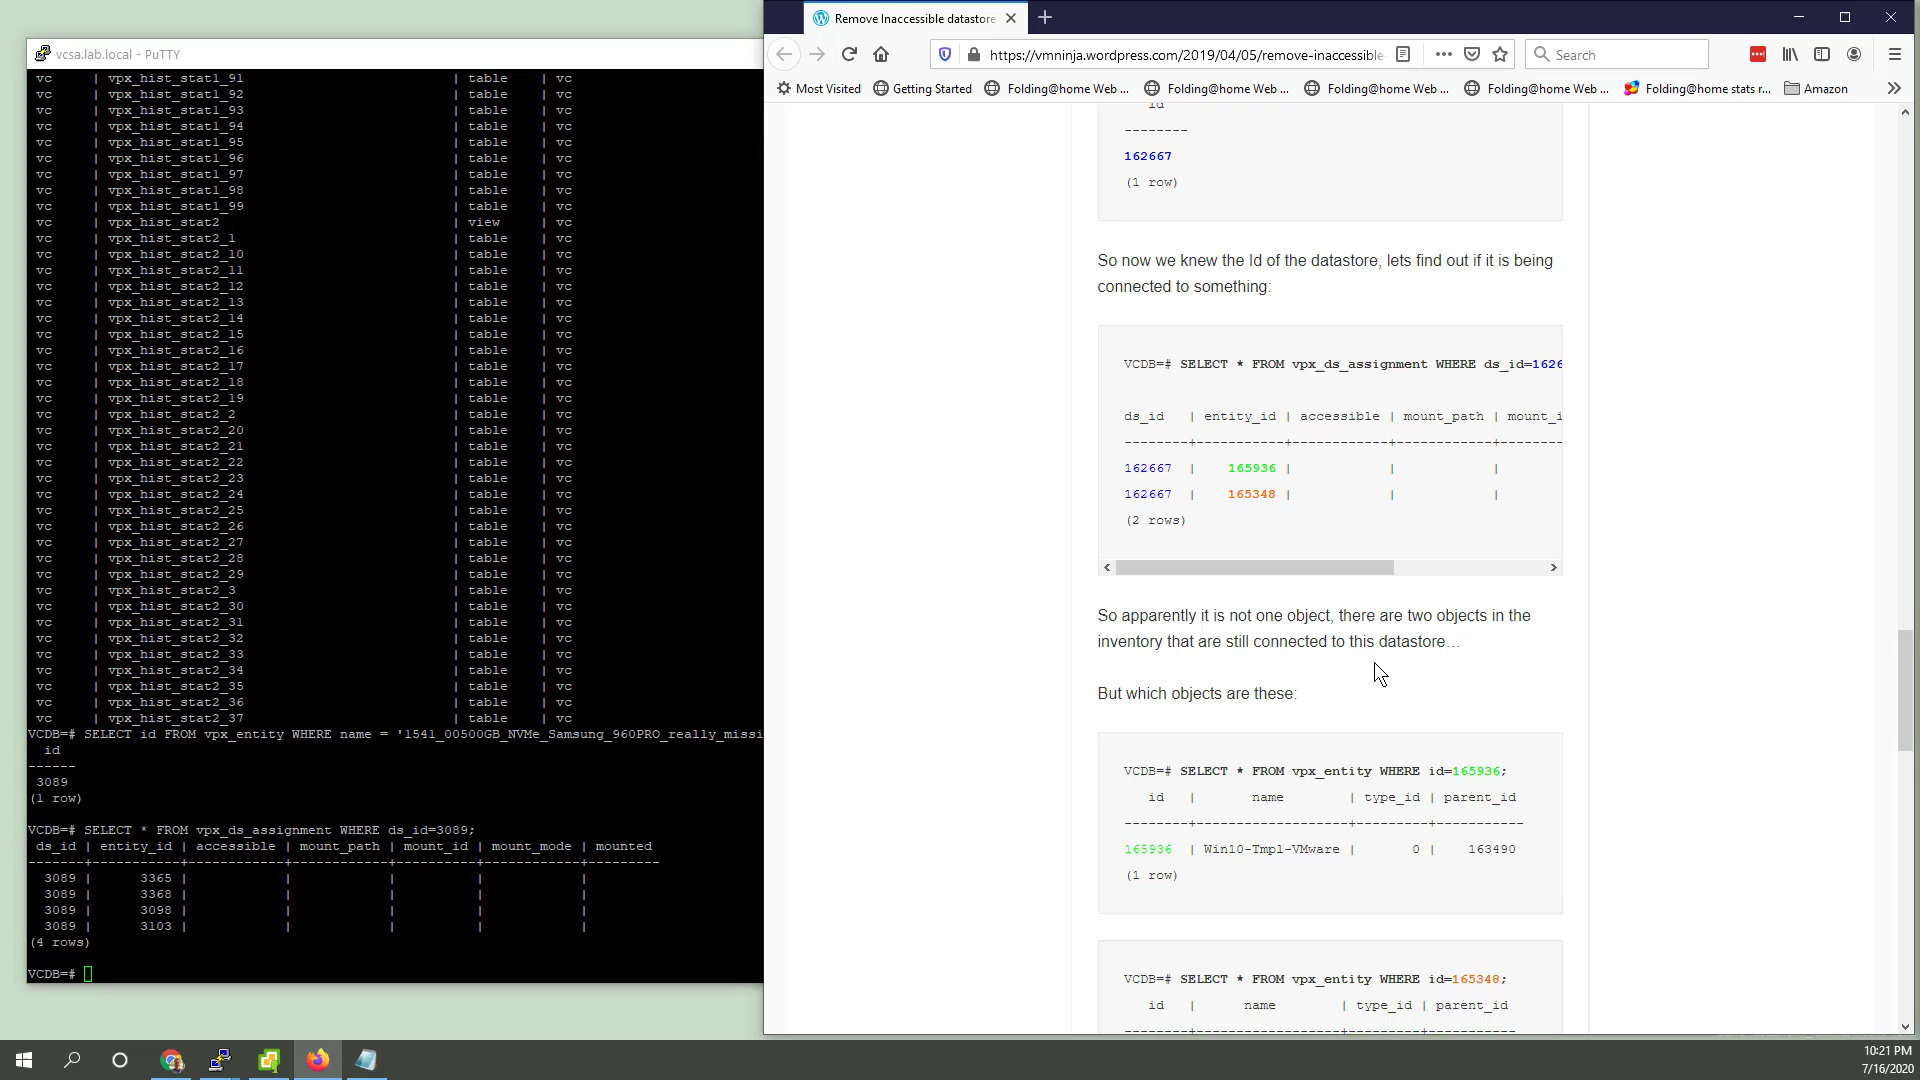 vcsa.lab.local - PuTTY
vc | vpx_hist_stat1_91 | table | vc
vc | vpx_hist_stat1_92 | table | vc
vc | vpx_hist_stat1_93 | table | vc
vc | vpx_hist_stat1_94 | table | vc
vc | vpx_hist_stat1_95 | table | vc
vc | vpx_hist_stat1_96 | table | vc
vc | vpx_hist_stat1_97 | table | vc
vc | vpx_hist_stat1_98 | table | vc
vc | vpx_hist_stat1_99 | table | vc
vc | vpx_hist_stat2 | view | vc
vc | vpx_hist_stat2_1 | table | vc
vc | vpx_hist_stat2_10 | table | vc
vc | vpx_hist_stat2_11 | table | vc
vc | vpx_hist_stat2_12 | table | vc
vc | vpx_hist_stat2_13 | table | vc
vc | vpx_hist_stat2_14 | table | vc
vc | vpx_hist_stat2_15 | table | vc
vc | vpx_hist_stat2_16 | table | vc
vc | vpx_hist_stat2_17 | table | vc
vc | vpx_hist_stat2_18 | table | vc
vc | vpx_hist_stat2_19 | table | vc
vc | vpx_hist_stat2_2 | table | vc
vc | vpx_hist_stat2_20 | table | vc
vc | vpx_hist_stat2_21 | table | vc
vc | vpx_hist_stat2_22 | table | vc
vc | vpx_hist_stat2_23 | table | vc
vc | vpx_hist_stat2_24 | table | vc
vc | vpx_hist_stat2_25 | table | vc
vc | vpx_hist_stat2_26 | table | vc
vc | vpx_hist_stat2_27 | table | vc
vc | vpx_hist_stat2_28 | table | vc
vc | vpx_hist_stat2_29 | table | vc
vc | vpx_hist_stat2_3 | table | vc
vc | vpx_hist_stat2_30 | table | vc
vc | vpx_hist_stat2_31 | table | vc
vc | vpx_hist_stat2_32 | table | vc
vc | vpx_hist_stat2_33 | table | vc
vc | vpx_hist_stat2_34 | table | vc
vc | vpx_hist_stat2_35 | table | vc
vc | vpx_hist_stat2_36 | table | vc
vc | vpx_hist_stat2_37 | table | vc
VCDB=# SELECT id FROM vpx_entity WHERE name = '1541_00500GB_NVMe_Samsung_960PRO_really_missi
id
------
3089
(1 row)
VCDB=# SELECT * FROM vpx_ds_assignment WHERE ds_id=3089;
ds_id | entity_id | accessible | mount_path | mount_id | mount_mode | mounted
-------+-----------+------------+------------+----------+------------+---------
3089 | 3365 | | | | |
3089 | 3368 | | | | |
3089 | 3098 | | | | |
3089 | 3103 | | | | |
(4 rows)
VCDB=#
Remove Inaccessible datastore
https://vmninja.wordpress.com/2019/04/05/remove-inaccessible-
Search
Most Visited Getting Started Folding@home Web ... Folding@home Web ... Folding@home Web ... Folding@home Web ... Folding@home stats r... Amazon
id
--------
162667
(1 row)
So now we knew the Id of the datastore, lets find out if it is being
connected to something:
VCDB=# SELECT * FROM vpx_ds_assignment WHERE ds_id=1626
ds_id | entity_id | accessible | mount_path | mount_i
--------+-----------+------------+------------+--------
162667 | 165936 | | |
162667 | 165348 | | |
(2 rows)
So apparently it is not one object, there are two objects in the
inventory that are still connected to this datastore…
But which objects are these:
VCDB=# SELECT * FROM vpx_entity WHERE id=165936;
id | name | type_id | parent_id
--------+-------------------+---------+-----------
165936 | Win10-Tmpl-VMware | 0 | 163490
(1 row)
VCDB=# SELECT * FROM vpx_entity WHERE id=165348;
id | name | type_id | parent_id
--------+------------------+---------+-----------
10:21 PM
7/16/2020